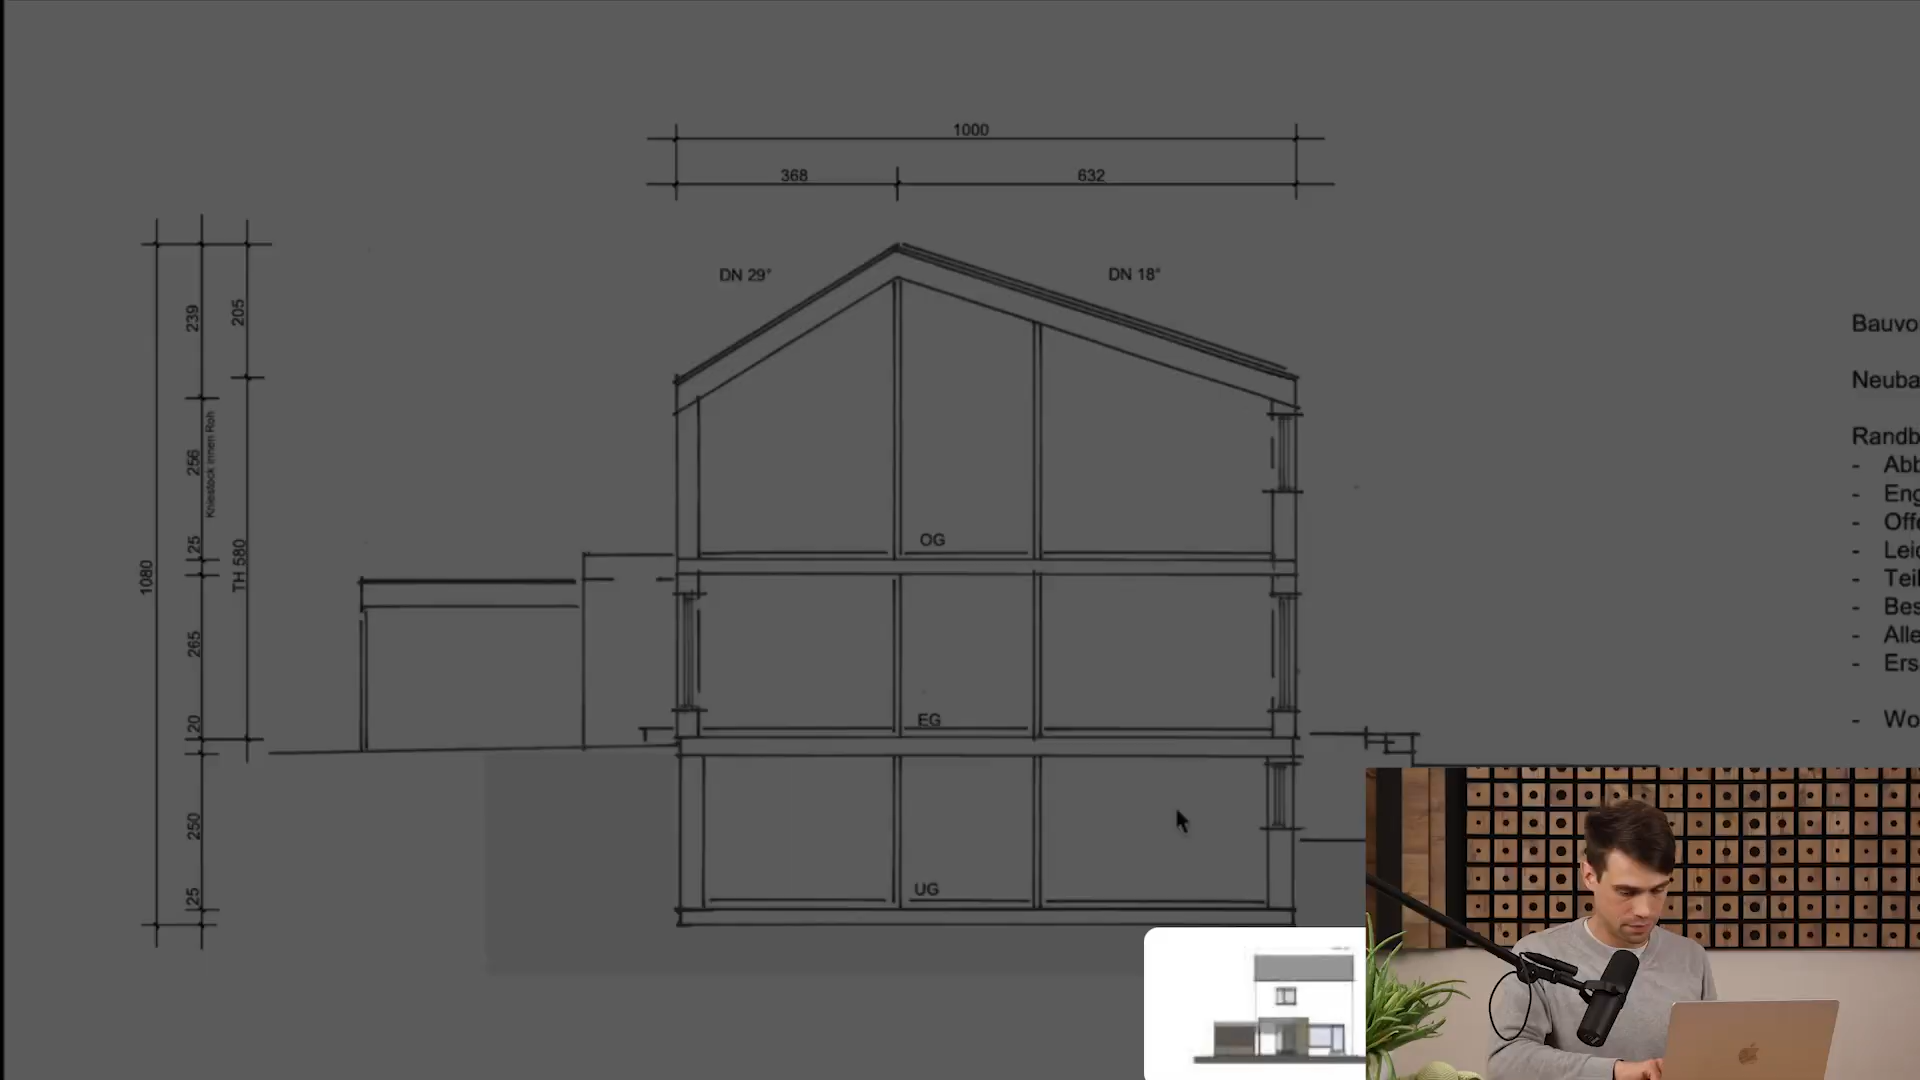 1000
368
632
DN 29°
DN 18°
239
205
256
Kniestock innen Roh
25
TH 580
1080
265
20
250
25
OG
EG
UG
Bauvo
Neuba
Randb
- Abb
- Eng
- Offe
- Leic
- Teil
- Bes
- Alle
- Ers
- Wo